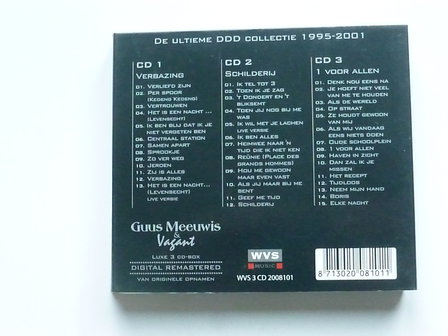 De ultieme DDD collectie 1995-2001
CD 1
Verbazing
01. Verliefd zijn
02. Per spoor
(Kedeng Kedeng)
03. Vertrouwen
04. Het is een nacht...
(Levensecht)
05. Ik ben blij dat ik je
niet vergeten ben
06. Centraal station
07. Samen apart
08. Sprookje
09. Zo ver weg
10. Jeroen
11. Zij is alles
12. Verbazing
13. Het is een nacht...
(Levensecht)
Live versie
CD 2
Schilderij
01. Ik tel tot 3
02. Toen ik je zag
03. 't Dondert en 't
bliksemt
04. Toen jij nog bij me
was
05. Ik wil met je lachen
live versie
06. Ik ben alles
07. Heimwee naar 'n
tijd die ik niet ken
08. Reünie (Place des
grands hommes)
09. Hou me gewoon
maar even vast
10. Als jij maar bij me
bent
11. Geef me tijd
12. Schilderij
CD 3
1 voor allen
01. Denk nou eens na
02. Je hoeft niet veel
van me te houden
03. Als de wereld
04. Op straat
05. Ze houdt gewoon
van mij
06. Als wij vandaag
eens niets doen
07. Oude schoolplein
08. 1 voor allen
09. Haven in zicht
10. Dan zal ik je
missen
11. Het recept
12. Tijdloos
13. Neem mijn hand
14. Boris
15. Elke nacht
Guus Meeuwis
& Vagant
Luxe 3 cd-box
DIGITAL REMASTERED
van originele opnamen
WVS
MUSIC
WVS 3 CD 2008101
8 713020 081011